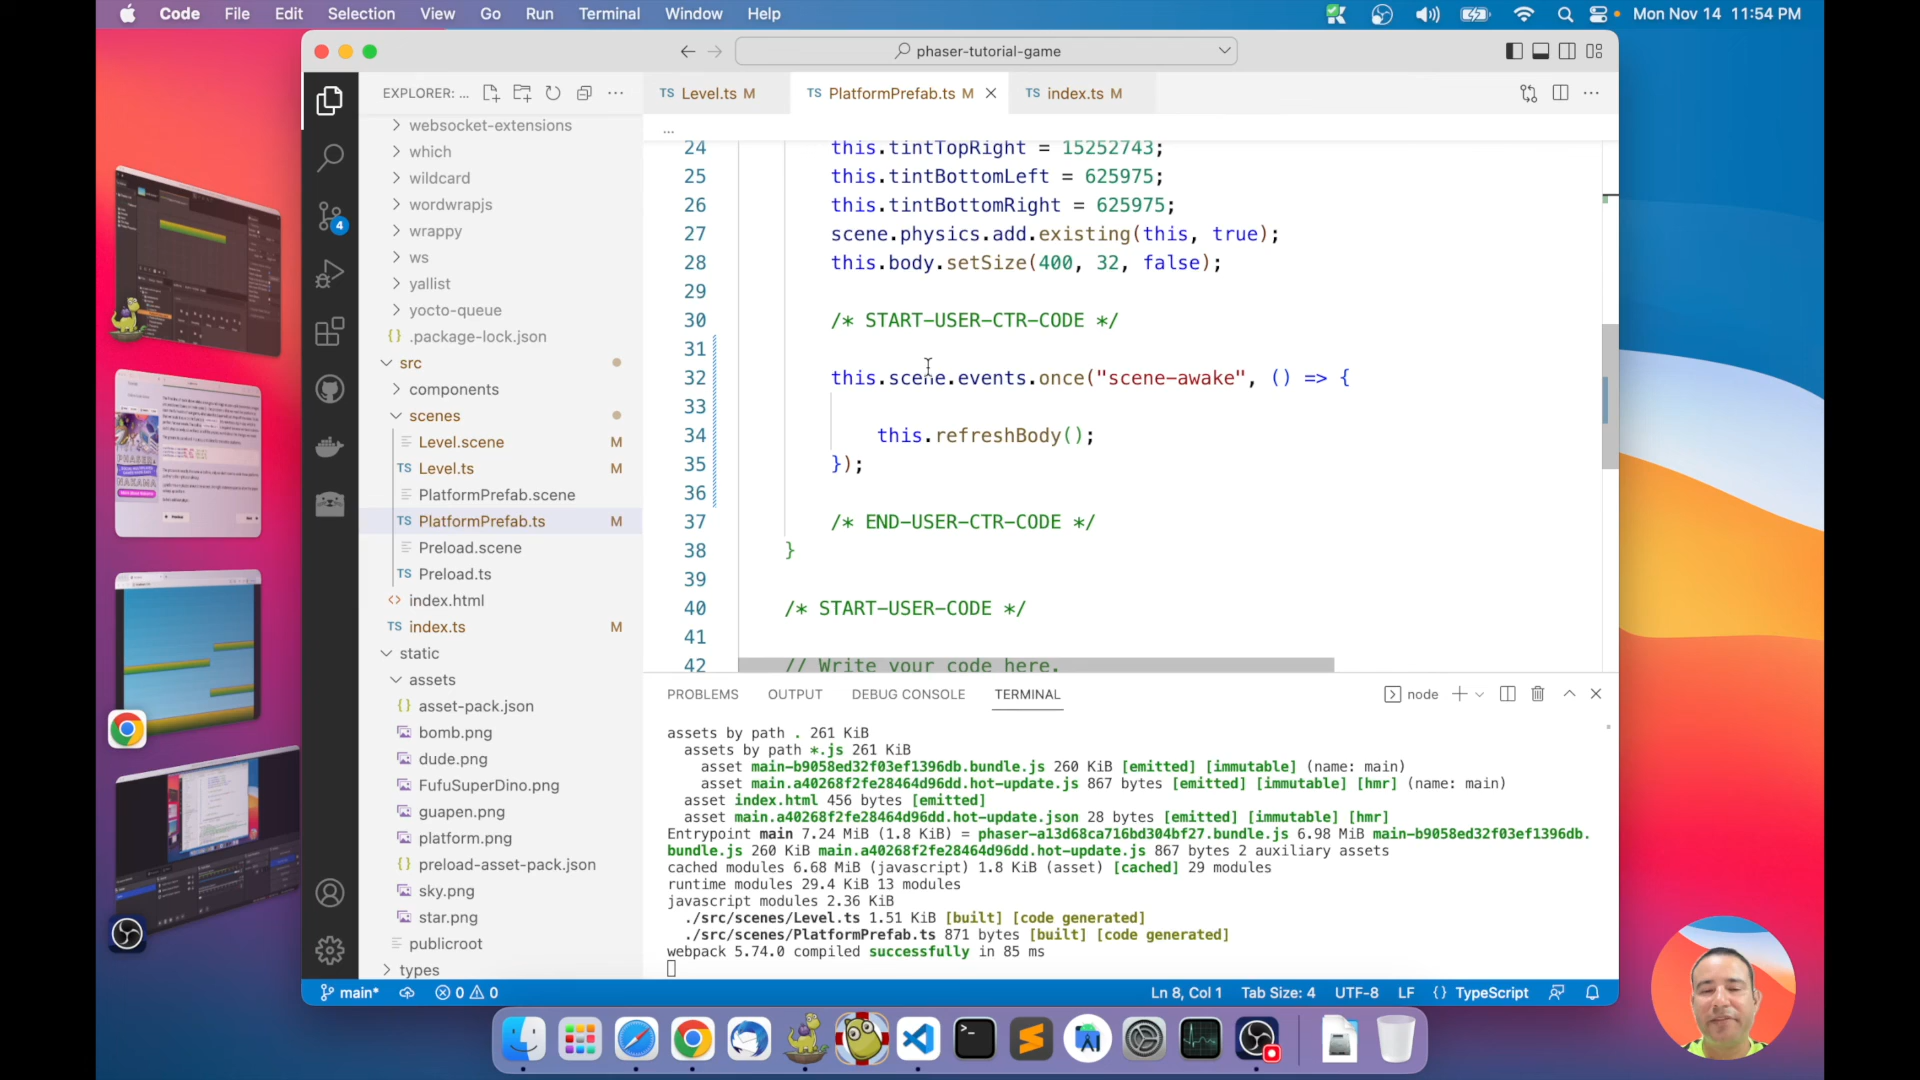 Code File Edit Selection View Go Run Terminal Window Help
Mon Nov 14 11:54 PM
phaser-tutorial-game
EXPLORER: ...
TS Level.ts M
TS PlatformPrefab.ts M
TS index.ts M
...
websocket-extensions
which
wildcard
wordwrapjs
wrappy
ws
yallist
yocto-queue
{} .package-lock.json
src
components
scenes
Level.scene M
TS Level.ts M
PlatformPrefab.scene
TS PlatformPrefab.ts M
Preload.scene
TS Preload.ts
<> index.html
TS index.ts M
static
assets
{} asset-pack.json
bomb.png
dude.png
FufuSuperDino.png
guapen.png
platform.png
{} preload-asset-pack.json
sky.png
star.png
publicroot
types
4
24 this.tintTopRight = 15252743;
25 this.tintBottomLeft = 625975;
26 this.tintBottomRight = 625975;
27 scene.physics.add.existing(this, true);
28 this.body.setSize(400, 32, false);
29
30 /* START-USER-CTR-CODE */
31
32 this.scene.events.once("scene-awake", () => {
33
34 this.refreshBody();
35 });
36
37 /* END-USER-CTR-CODE */
38 }
39
40 /* START-USER-CODE */
41
42 // Write your code here.
PROBLEMS OUTPUT DEBUG CONSOLE TERMINAL
node
assets by path . 261 KiB
assets by path *.js 261 KiB
asset main-b9058ed32f03ef1396db.bundle.js 260 KiB [emitted] [immutable] (name: main)
asset main.a40268f2fe28464d96dd.hot-update.js 867 bytes [emitted] [immutable] [hmr] (name: main)
asset index.html 456 bytes [emitted]
asset main.a40268f2fe28464d96dd.hot-update.json 28 bytes [emitted] [immutable] [hmr]
Entrypoint main 7.24 MiB (1.8 KiB) = phaser-a13d68ca716bd304bf27.bundle.js 6.98 MiB main-b9058ed32f03ef1396db.
bundle.js 260 KiB main.a40268f2fe28464d96dd.hot-update.js 867 bytes 2 auxiliary assets
cached modules 6.68 MiB (javascript) 1.8 KiB (asset) [cached] 29 modules
runtime modules 29.4 KiB 13 modules
javascript modules 2.36 KiB
./src/scenes/Level.ts 1.51 KiB [built] [code generated]
./src/scenes/PlatformPrefab.ts 871 bytes [built] [code generated]
webpack 5.74.0 compiled successfully in 85 ms
main* 0 0
Ln 8, Col 1 Tab Size: 4 UTF-8 LF {} TypeScript